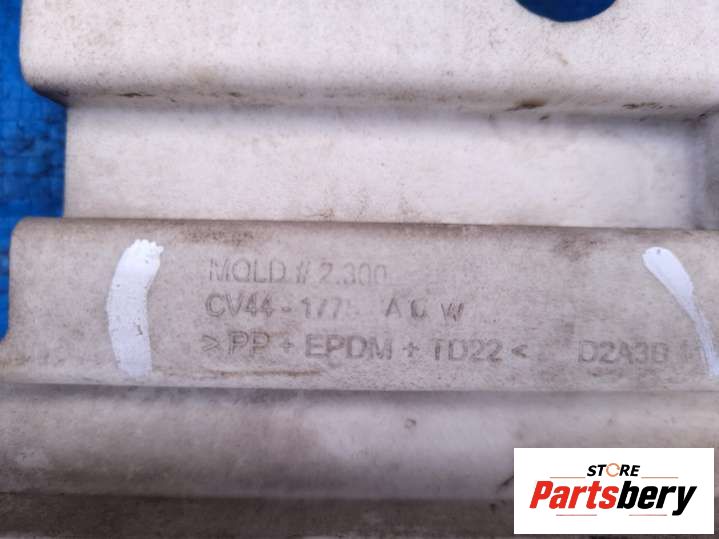 MOLD # 2.300
CV44 - A W
>PP + EPDM + TD22 < D2A3B
STORE
Partsbery